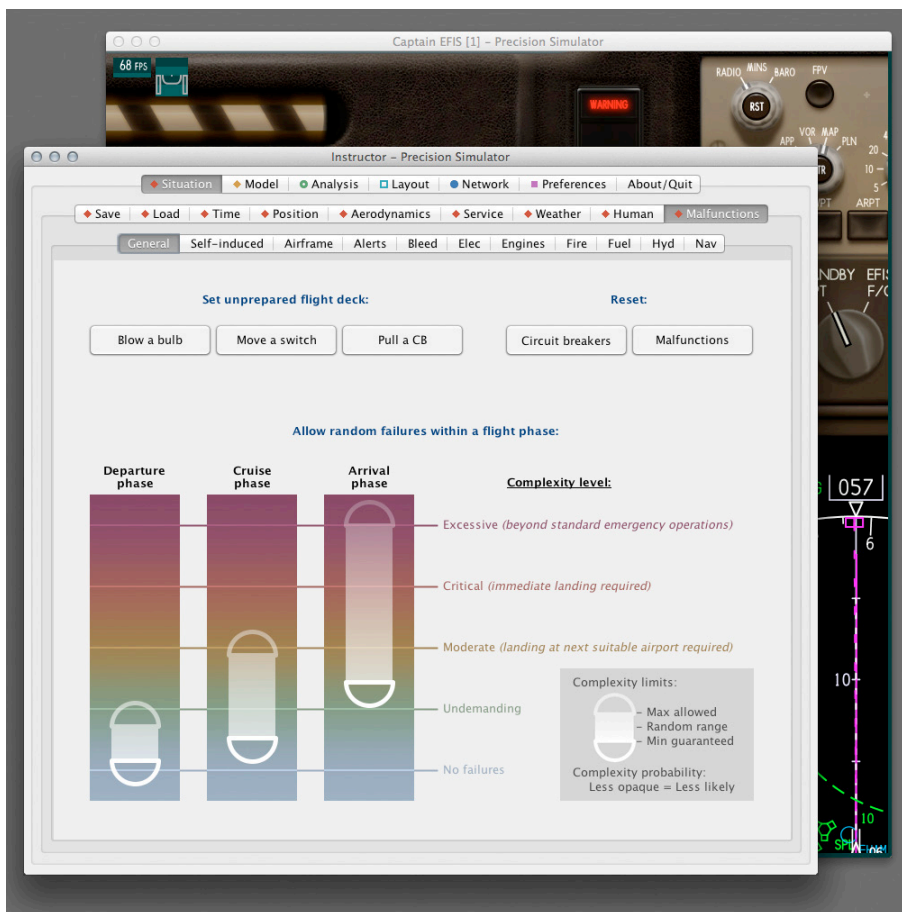 Captain EFIS [1] – Precision Simulator
68 FPS
WARNING
RADIO MINS BARO FPV
RST
VOR MAP
APP PLN
20
10
5
ARPT
EFIS
057
6
10
10
Instructor – Precision Simulator
Situation Model Analysis Layout Network Preferences About/Quit
Save Load Time Position Aerodynamics Service Weather Human Malfunctions
General Self-induced Airframe Alerts Bleed Elec Engines Fire Fuel Hyd Nav
Set unprepared flight deck: Reset:
Blow a bulb Move a switch Pull a CB Circuit breakers Malfunctions
Allow random failures within a flight phase:
Departure phase
Cruise phase
Arrival phase
Complexity level:
Excessive (beyond standard emergency operations)
Critical (immediate landing required)
Moderate (landing at next suitable airport required)
Undemanding
No failures
Complexity limits:
– Max allowed
– Random range
– Min guaranteed
Complexity probability:
Less opaque = Less likely